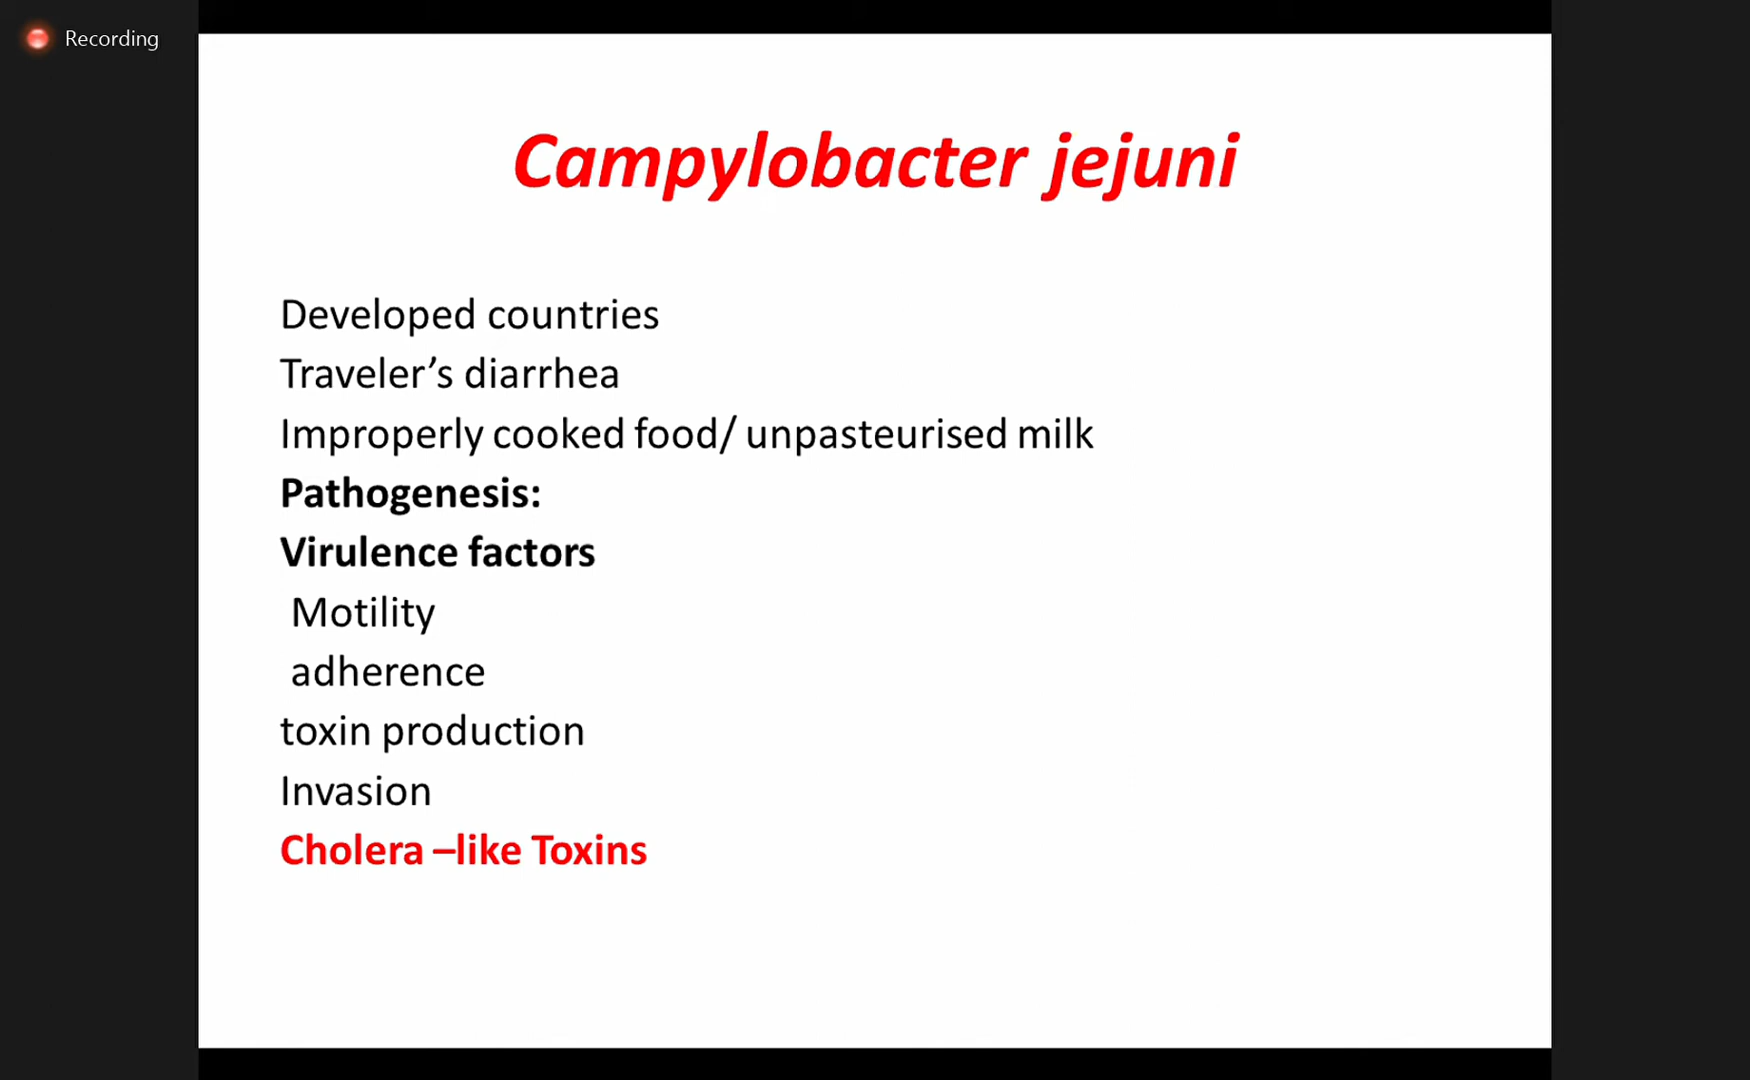 Recording
Campylobacter jejuni
Developed countries
Traveler’s diarrhea
Improperly cooked food/ unpasteurised milk
Pathogenesis:
Virulence factors
Motility
adherence
toxin production
Invasion
Cholera –like Toxins